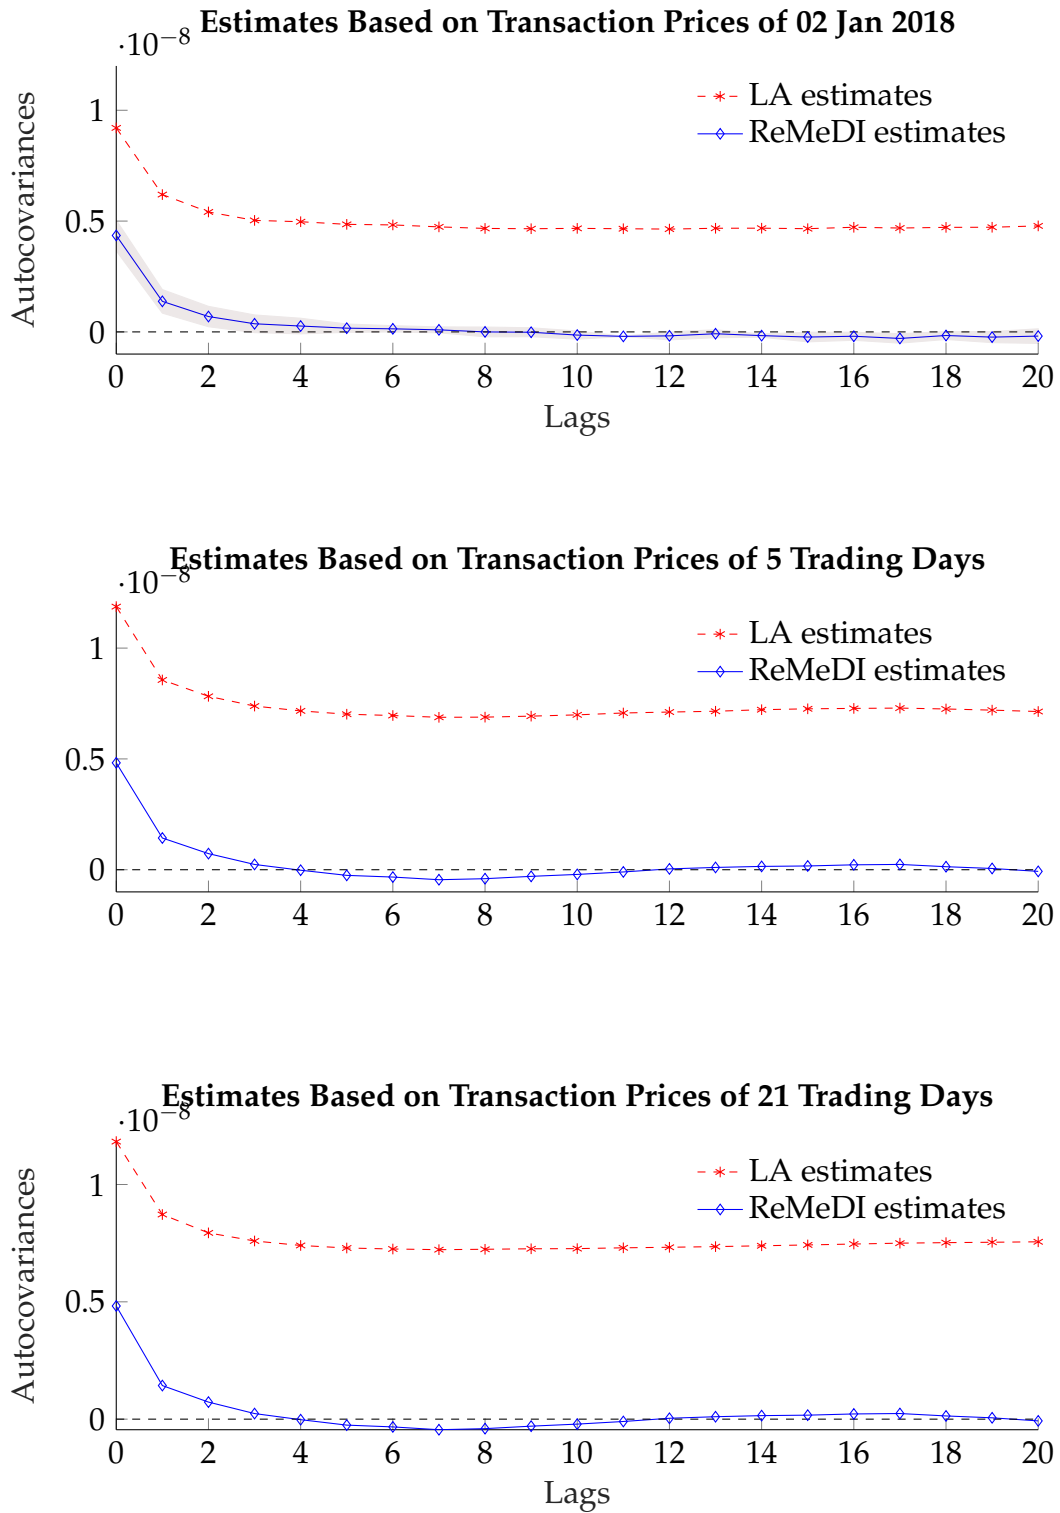 Estimates Based on Transaction Prices of 02 Jan 2018
·10⁻⁸
LA estimates
ReMeDI estimates
Autocovariances
1
0.5
0
0 2 4 6 8 10 12 14 16 18 20
Lags
Estimates Based on Transaction Prices of 5 Trading Days
·10⁻⁸
LA estimates
ReMeDI estimates
1
0.5
0
0 2 4 6 8 10 12 14 16 18 20
Estimates Based on Transaction Prices of 21 Trading Days
·10⁻⁸
LA estimates
ReMeDI estimates
Autocovariances
1
0.5
0
0 2 4 6 8 10 12 14 16 18 20
Lags